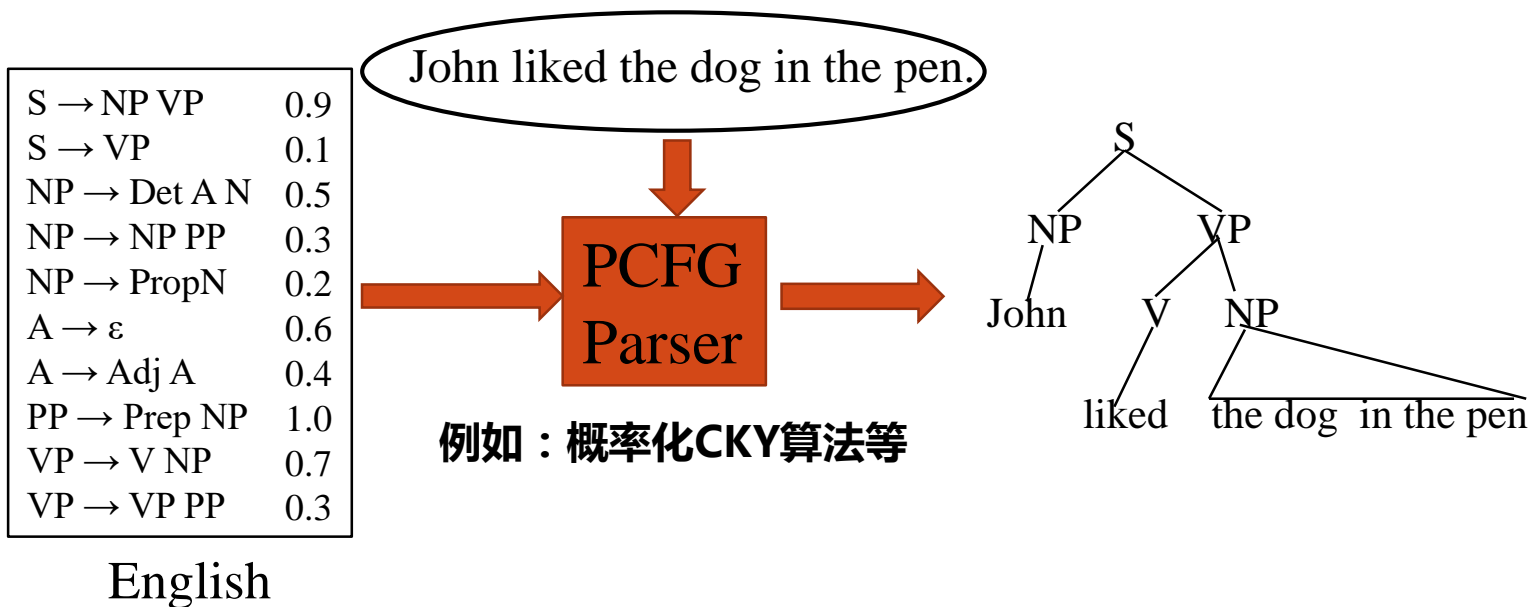 John liked the dog in the pen.
S → NP VP 0.9
S → VP 0.1
NP → Det A N 0.5
NP → NP PP 0.3
NP → PropN 0.2
A → ε 0.6
A → Adj A 0.4
PP → Prep NP 1.0
VP → V NP 0.7
VP → VP PP 0.3
English
PCFG
Parser
例如：概率化CKY算法等
S
NP VP
John V NP
liked the dog in the pen